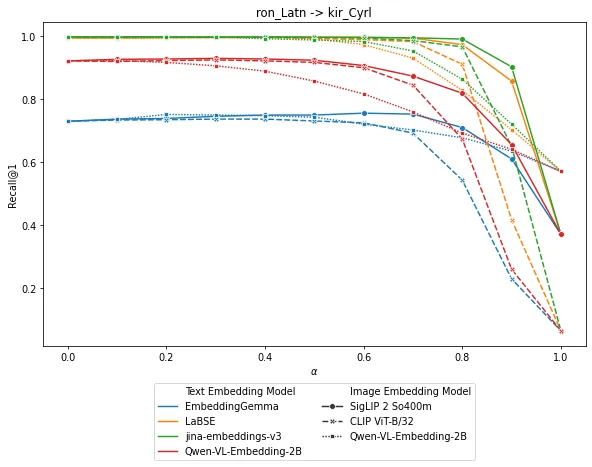 ron_Latn -> kir_Cyrl
Recall@1
1.0
0.8
0.6
0.4
0.2
0.0 0.2 0.4 0.6 0.8 1.0
α
Text Embedding Model Image Embedding Model
EmbeddingGemma SigLIP 2 So400m
LaBSE CLIP ViT-B/32
jina-embeddings-v3 Qwen-VL-Embedding-2B
Qwen-VL-Embedding-2B